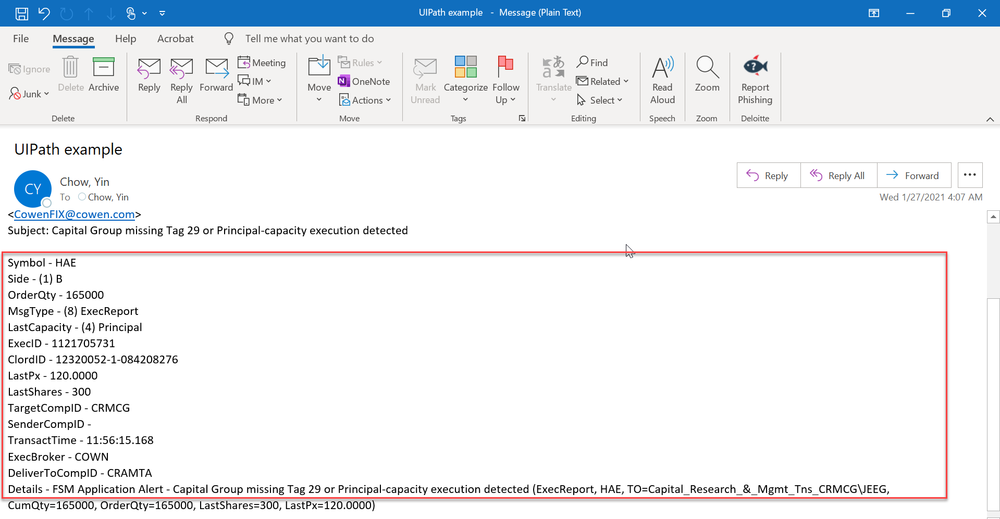 UIPath example - Message (Plain Text)
File Message Help Acrobat Tell me what you want to do
Ignore
Junk
Delete
Archive
Delete
Reply
Reply All
Forward
Meeting
IM
More
Respond
Move
Rules
OneNote
Actions
Move
Mark Unread
Categorize
Follow Up
Tags
Translate
Find
Related
Select
Editing
Read Aloud
Speech
Zoom
Zoom
Report Phishing
Deloitte
UIPath example
CY
Chow, Yin
To Chow, Yin
Reply Reply All Forward
Wed 1/27/2021 4:07 AM
<CowenFIX@cowen.com>
Subject: Capital Group missing Tag 29 or Principal-capacity execution detected
Symbol - HAE
Side - (1) B
OrderQty - 165000
MsgType - (8) ExecReport
LastCapacity - (4) Principal
ExecID - 1121705731
ClordID - 12320052-1-084208276
LastPx - 120.0000
LastShares - 300
TargetCompID - CRMCG
SenderCompID -
TransactTime - 11:56:15.168
ExecBroker - COWN
DeliverToCompID - CRAMTA
Details - FSM Application Alert - Capital Group missing Tag 29 or Principal-capacity execution detected (ExecReport, HAE, TO=Capital_Research_&_Mgmt_Tns_CRMCG\JEEG,
CumQty=165000, OrderQty=165000, LastShares=300, LastPx=120.0000)